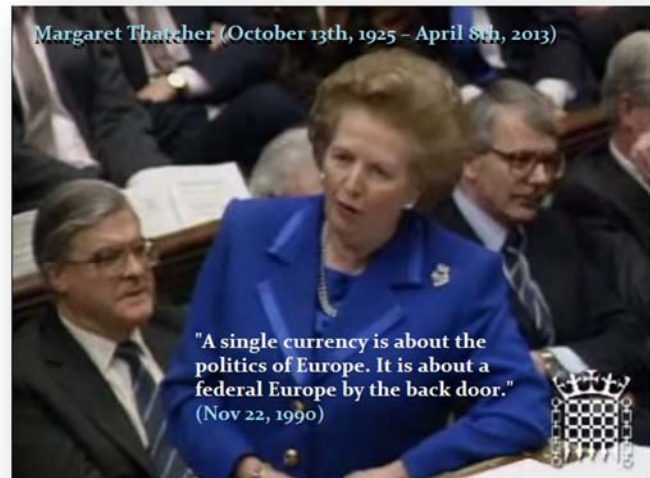 Margaret Thatcher (October 13th, 1925 – April 8th, 2013)
"A single currency is about the
politics of Europe. It is about a
federal Europe by the back door."
(Nov 22, 1990)